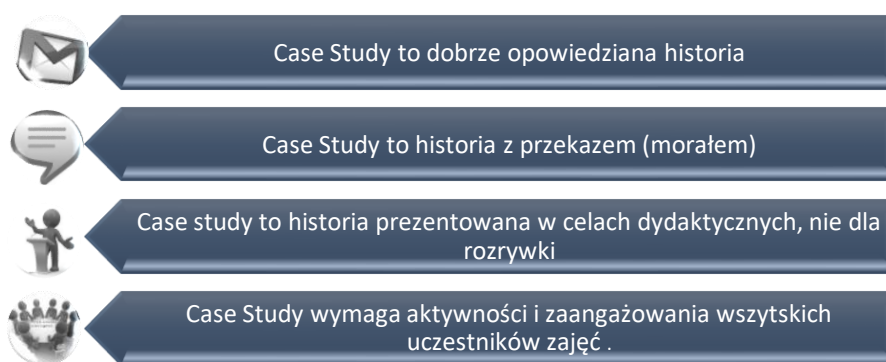 Case Study to dobrze opowiedziana historia
Case Study to historia z przekazem (morałem)
Case study to historia prezentowana w celach dydaktycznych, nie dla
rozrywki
Case Study wymaga aktywności i zaangażowania wszytskich
uczestników zajęć .